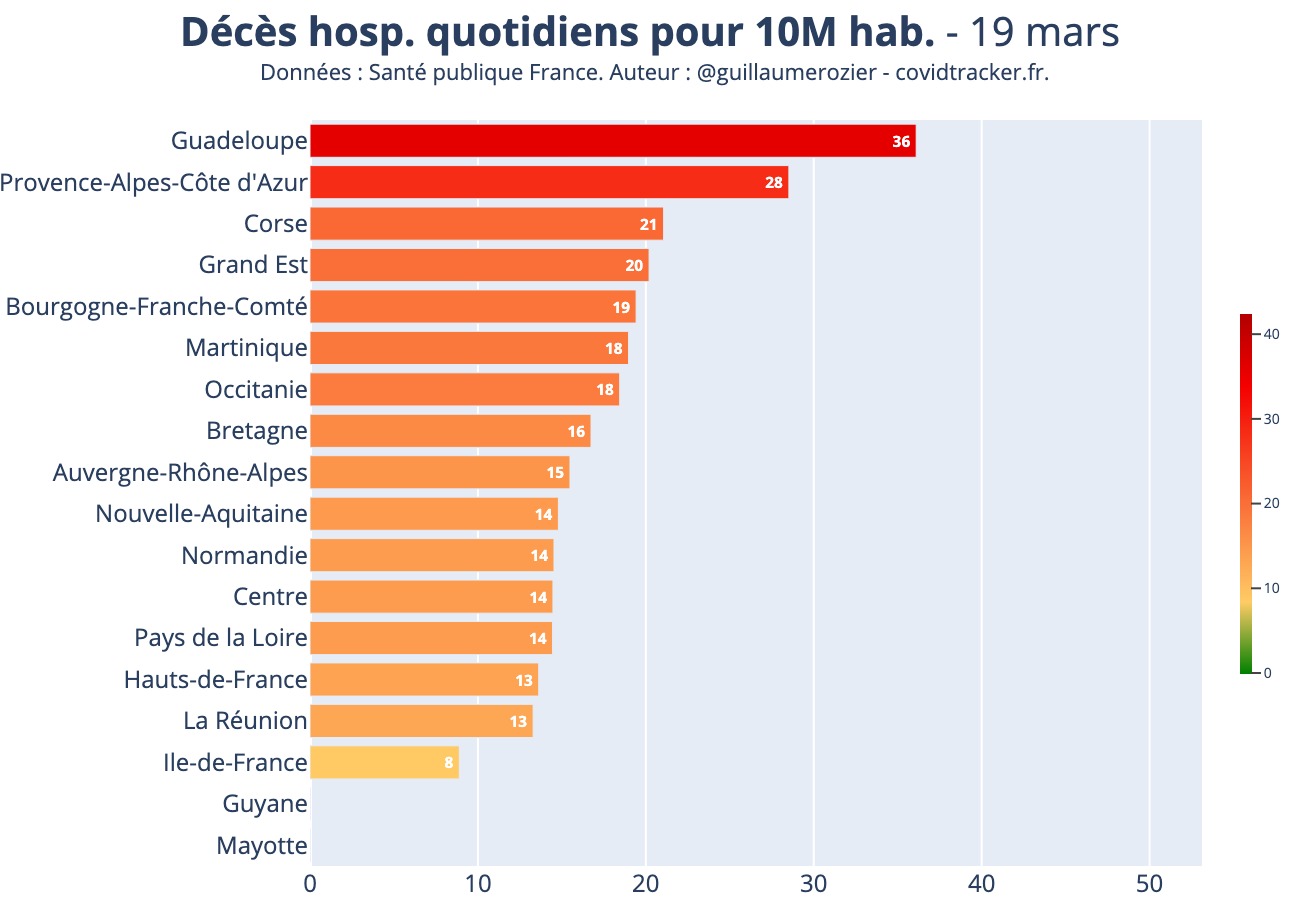 Décès hosp. quotidiens pour 10M hab. - 19 mars
Données : Santé publique France. Auteur : @guillaumerozier - covidtracker.fr.
Guadeloupe 36
Provence-Alpes-Côte d'Azur 28
Corse 21
Grand Est 20
Bourgogne-Franche-Comté 19
Martinique 18
Occitanie 18
Bretagne 16
Auvergne-Rhône-Alpes 15
Nouvelle-Aquitaine 14
Normandie 14
Centre 14
Pays de la Loire 14
Hauts-de-France 13
La Réunion 13
Ile-de-France 8
Guyane
Mayotte
0 10 20 30 40 50
40
30
20
10
0